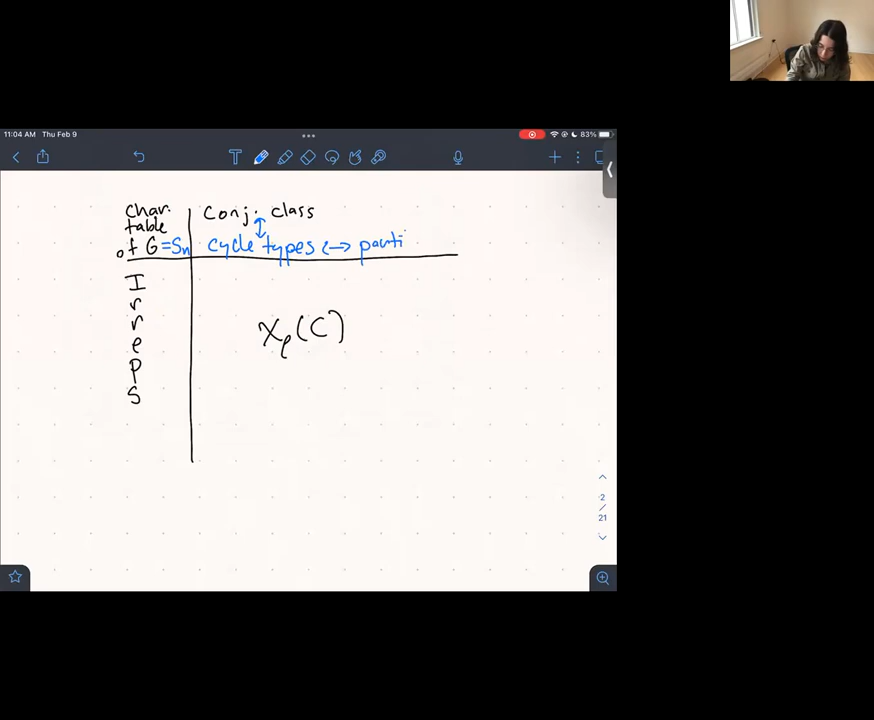 11:04 AM Thu Feb 9
83%
Char. Conj. class
table
of G = Sn cycle types ↔ parti
I
r
r
e
p
s
χρ(C)
2
/
21